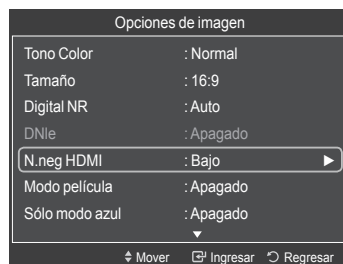 Opciones de imagen
Tono Color : Normal
Tamaño : 16:9
Digital NR : Auto
DNIe : Apagado
N.neg HDMI : Bajo ►
Modo película : Apagado
Sólo modo azul : Apagado
▼
Mover Ingresar Regresar